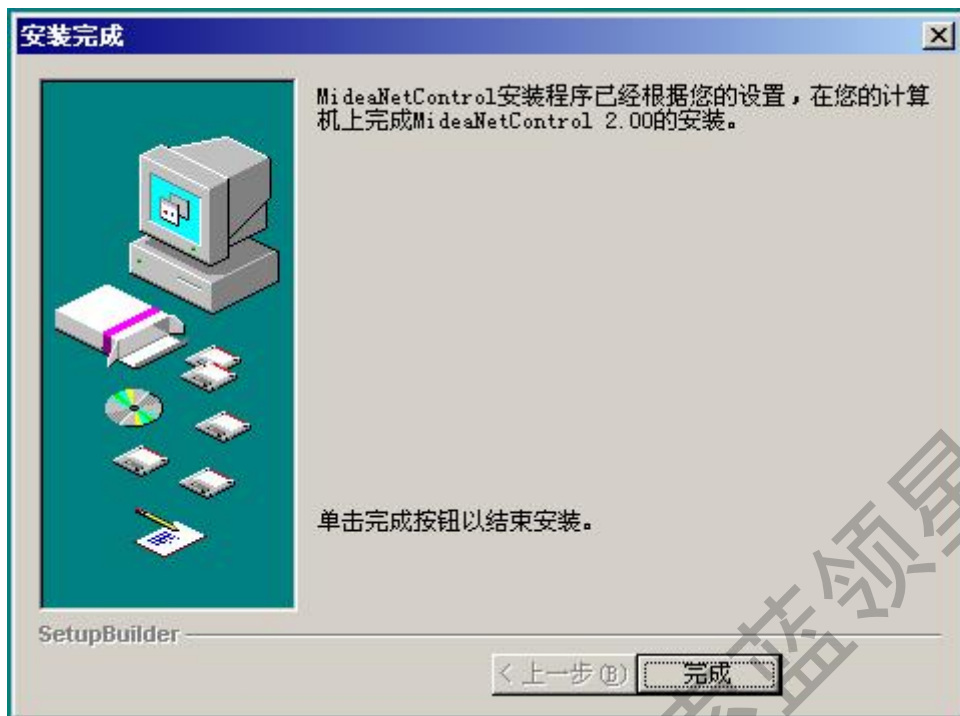 安装完成
MideaNetControl安装程序已经根据您的设置，在您的计算
机上完成MideaNetControl 2.00的安装。
单击完成按钮以结束安装。
SetupBuilder
< 上一步(B)
完成
蓝领星